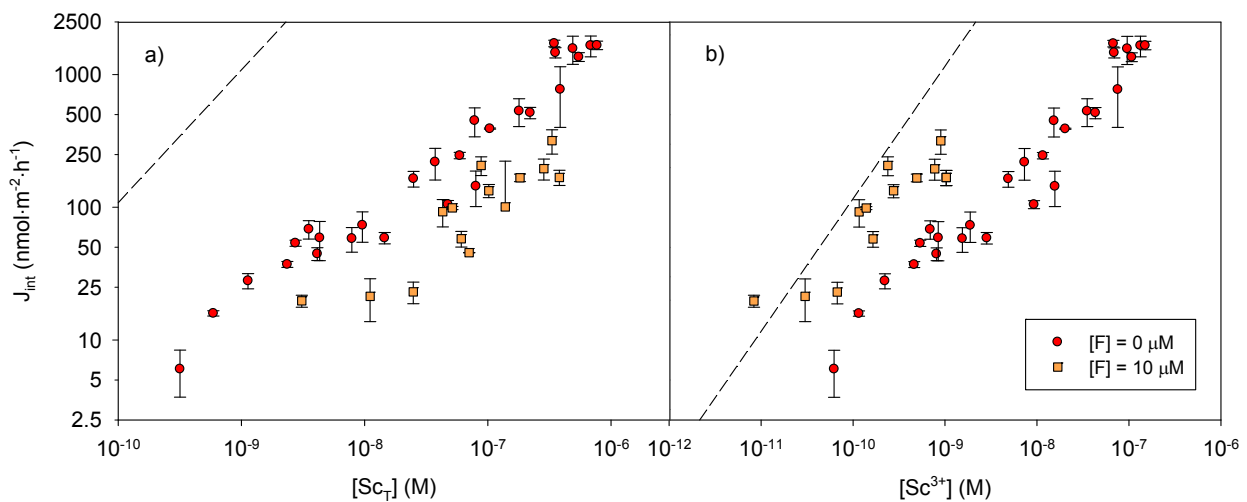 a)
b)
J_int (nmol·m⁻²·h⁻¹)
2500
1000
500
250
100
50
25
10
5
2.5
[F] = 0 μM
[F] = 10 μM
10⁻¹⁰ 10⁻⁹ 10⁻⁸ 10⁻⁷ 10⁻⁶
10⁻¹² 10⁻¹¹ 10⁻¹⁰ 10⁻⁹ 10⁻⁸ 10⁻⁷ 10⁻⁶
[Sc_T] (M)
[Sc³⁺] (M)